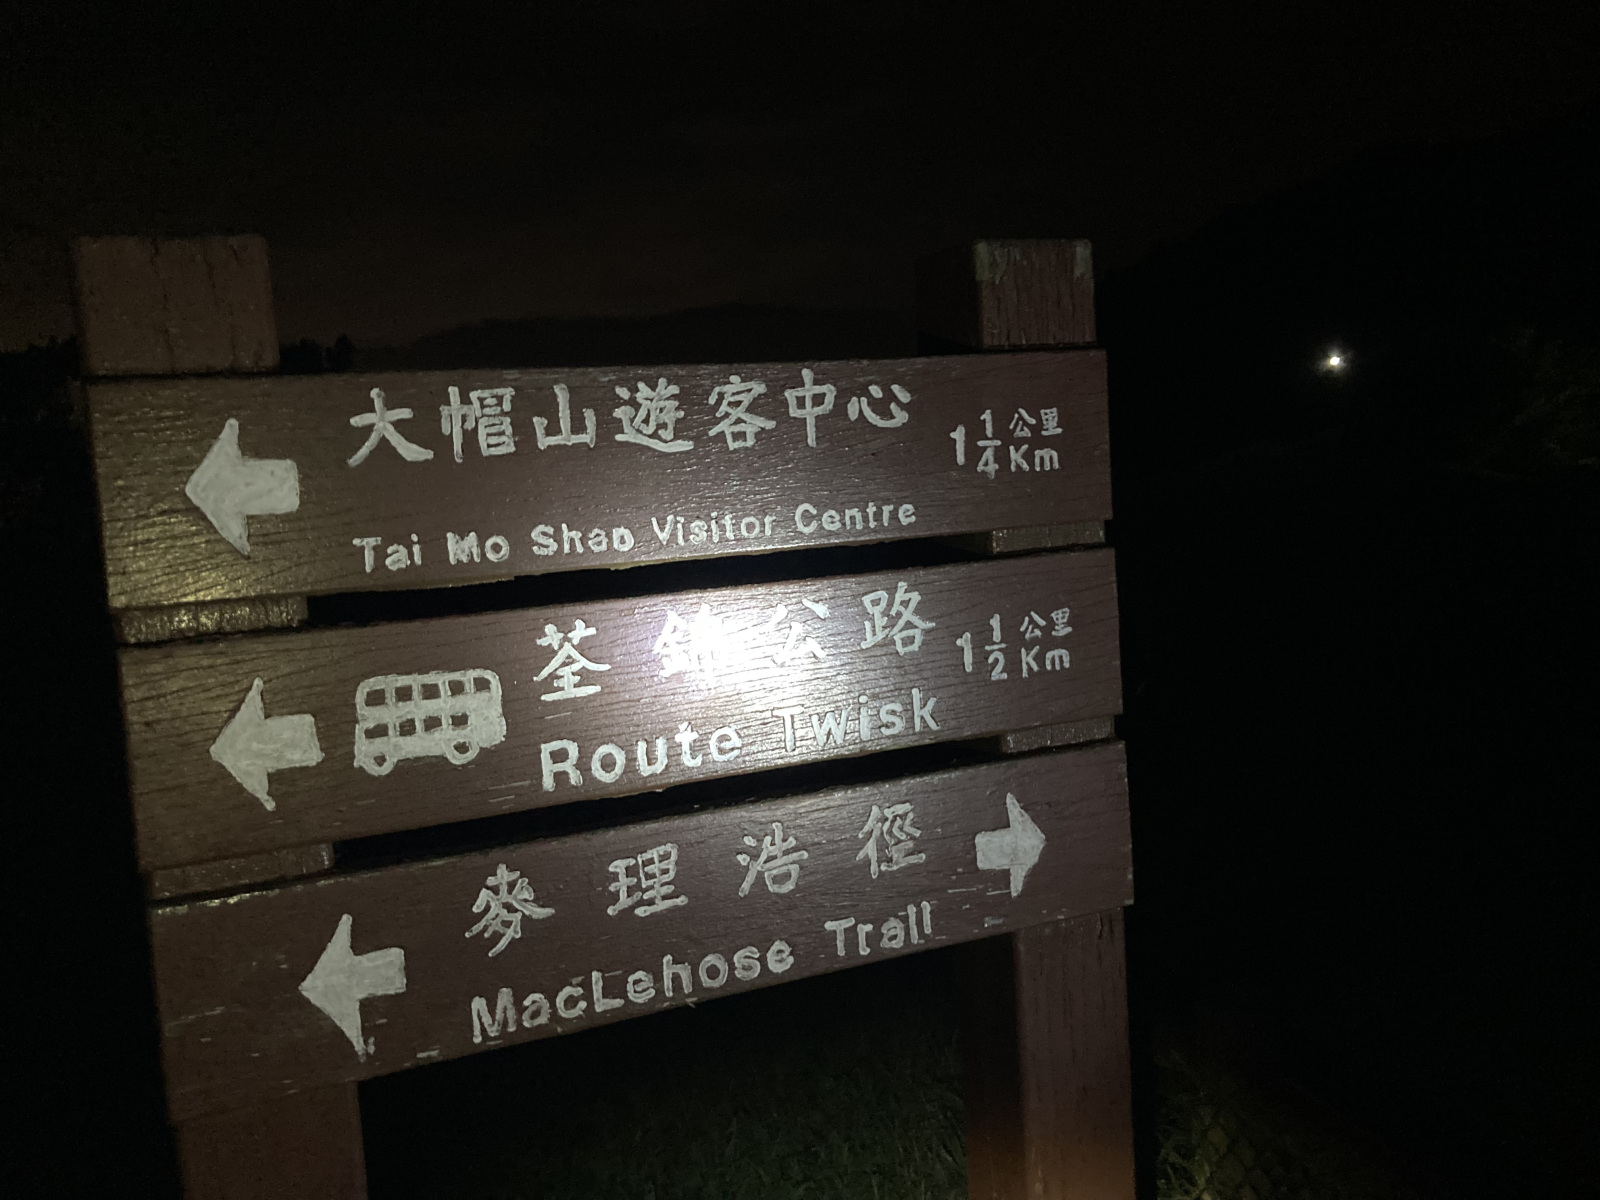 大帽山遊客中心
1 1/4 公里
Km
Tai Mo Shan Visitor Centre
荃錦公路
1 1/2 公里
Km
Route Twisk
麥理浩徑
MacLehose Trail